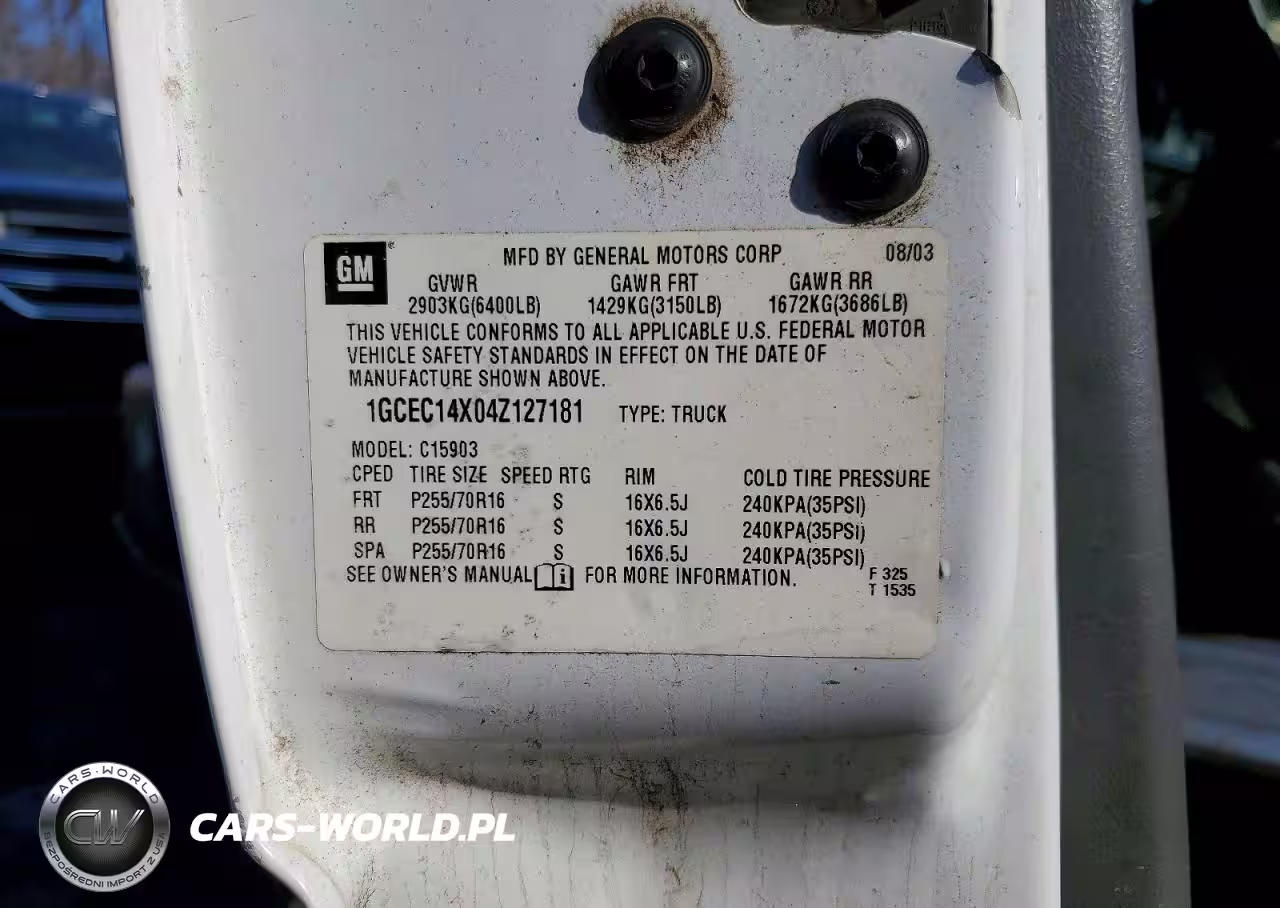 GM
MFD BY GENERAL MOTORS CORP 08/03
GVWR GAWR FRT GAWR RR
2903KG(6400LB) 1429KG(3150LB) 1672KG(3686LB)
THIS VEHICLE CONFORMS TO ALL APPLICABLE U.S. FEDERAL MOTOR
VEHICLE SAFETY STANDARDS IN EFFECT ON THE DATE OF
MANUFACTURE SHOWN ABOVE.
1GCEC14X04Z127181 TYPE: TRUCK
MODEL: C15903
CPED TIRE SIZE SPEED RTG RIM COLD TIRE PRESSURE
FRT P255/70R16 S 16X6.5J 240KPA(35PSI)
RR P255/70R16 S 16X6.5J 240KPA(35PSI)
SPA P255/70R16 S 16X6.5J 240KPA(35PSI)
SEE OWNER'S MANUAL FOR MORE INFORMATION. F 325
T 1535
CARS-WORLD
CW
BEZPOŚREDNI IMPORT Z USA
CARS-WORLD.PL